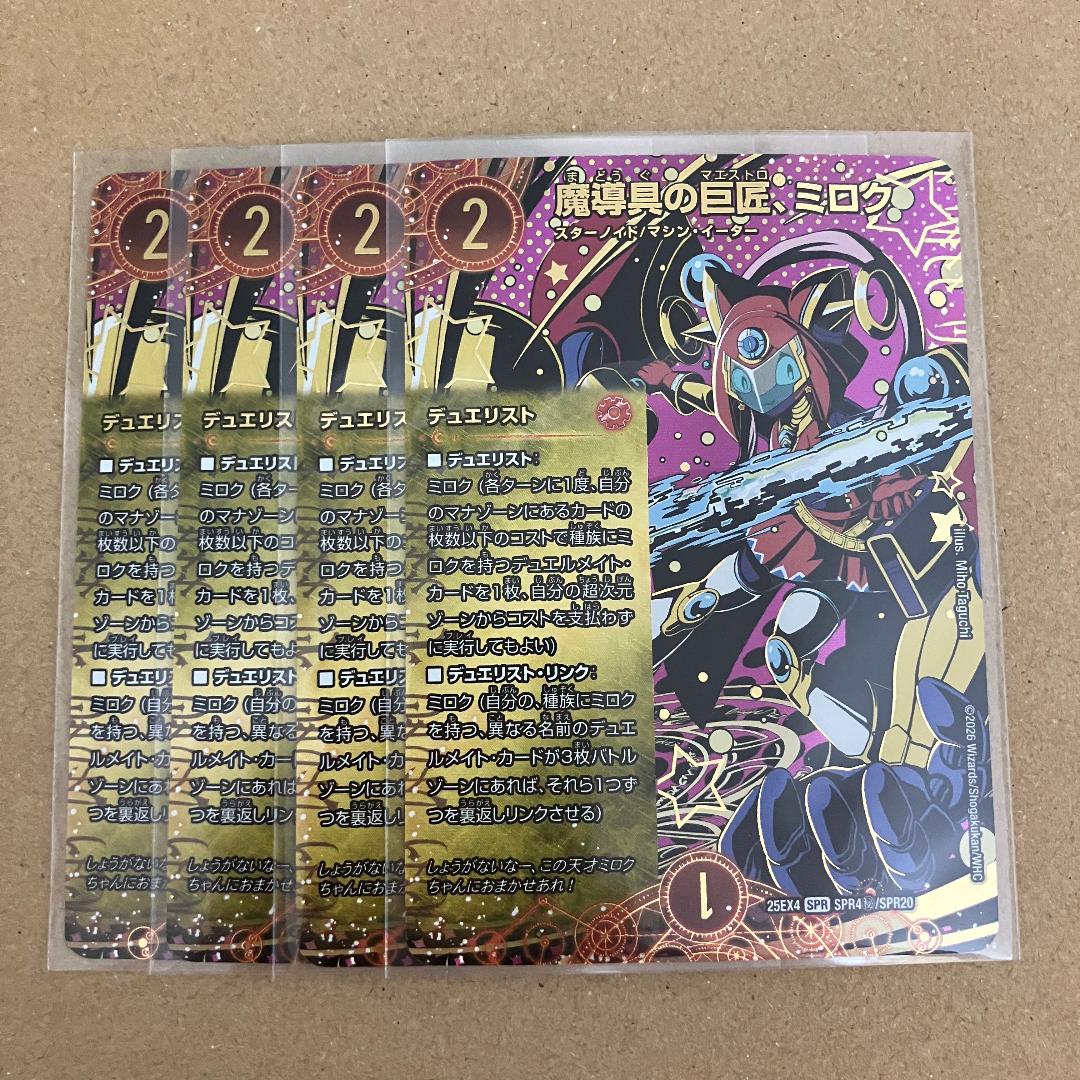 2
2
2
2
魔導具の巨匠、ミロク
まどうぐ
マエストロ
スターノイド/マシン・イーター
デュエリスト
■ デュエリスト:
ミロク (各ターンに1度、自分
のマナゾーンにあるカードの
枚数以下のコストで種族にミ
ロクを持つデュエルメイト・
カードを1枚、自分の超次元
ゾーンからコストを支払わず
に実行してもよい)
■ デュエリスト・リンク:
ミロク (自分の、種族にミロク
を持つ、異なる名前のデュエ
ルメイト・カードが3枚バトル
ゾーンにあれば、それら1つず
つを裏返しリンクさせる)
しょうがないなー、この天才ミロク
ちゃんにおまかせあれ!
1
25EX4 SPR SPR4㊙/SPR20
illus. Miho Taguchi
©2026 Wizards/Shogakukan/WHC